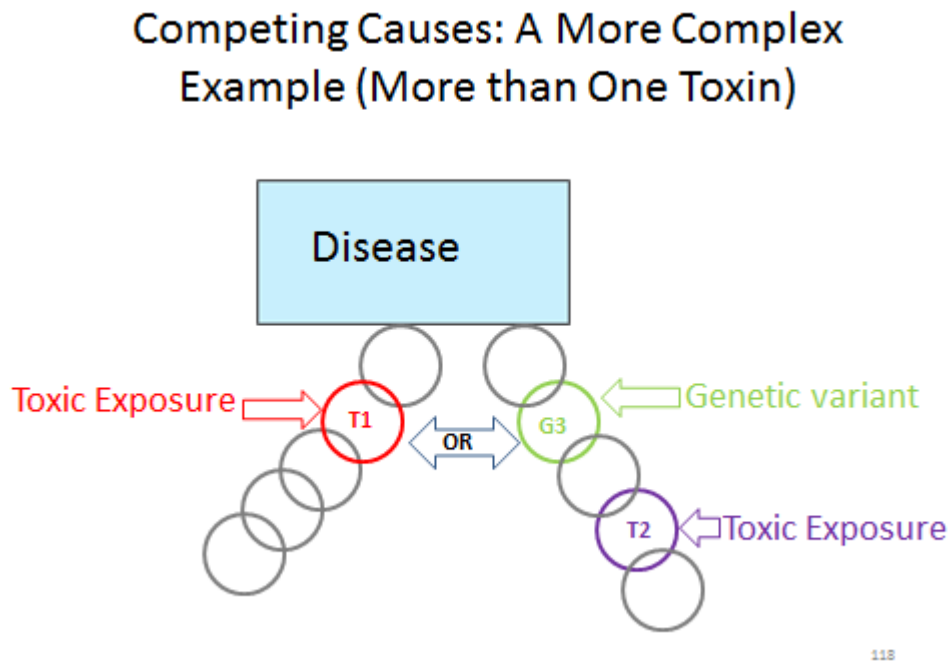 Competing Causes: A More Complex
Example (More than One Toxin)
Disease
Toxic Exposure
T1
OR
G3
Genetic variant
T2
Toxic Exposure
118